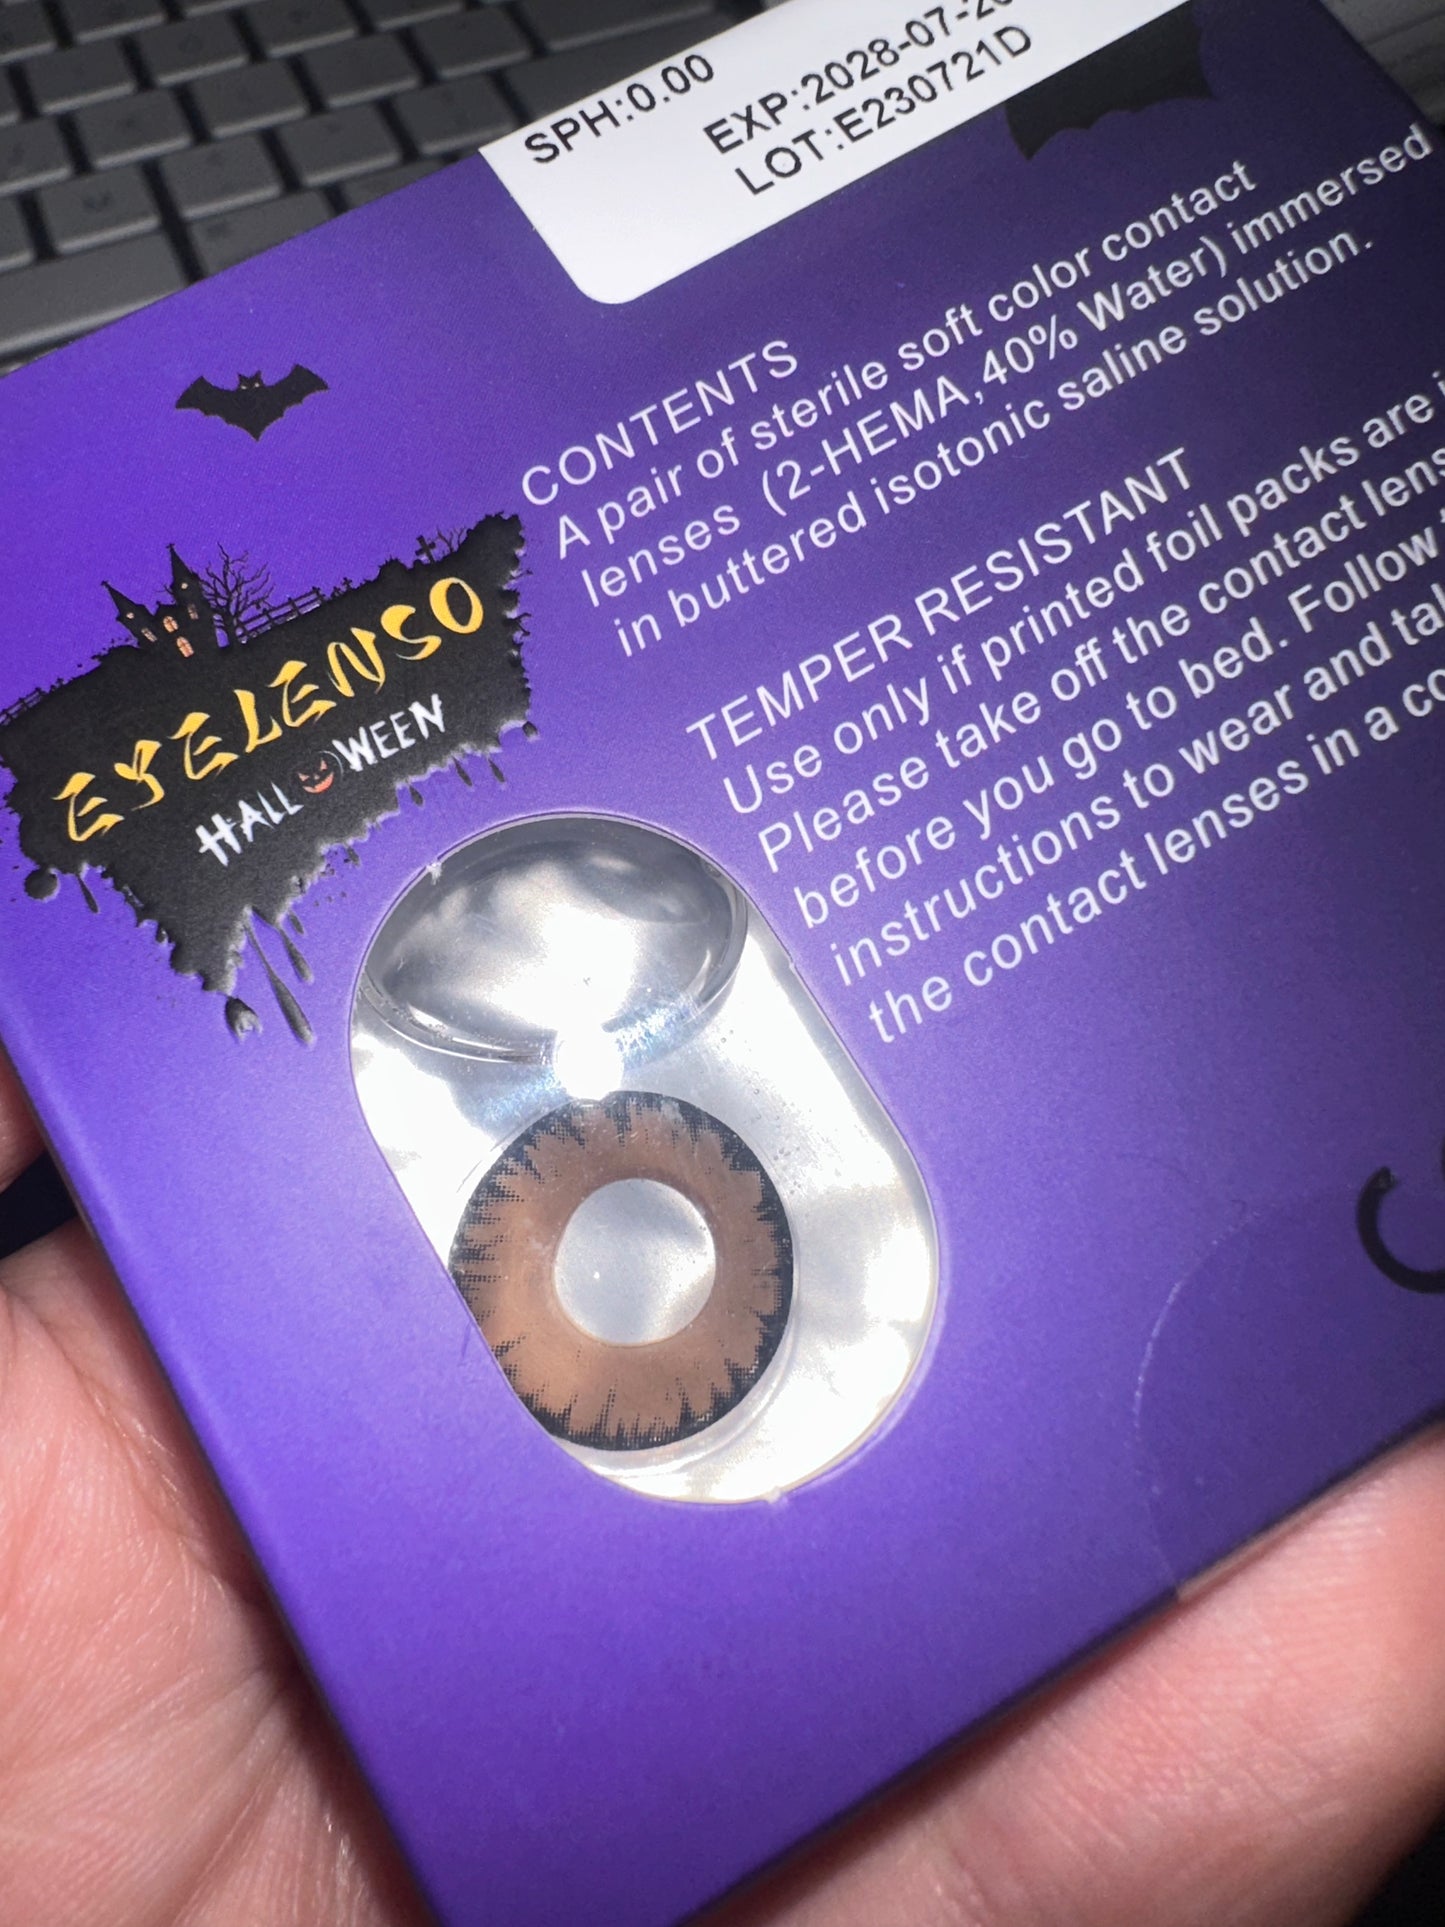 SPH:0.00
EXP:2028-07-
LOT:E230721D
CONTENTS
A pair of sterile soft color contact
lenses (2-HEMA,40% Water) immersed
in buttered isotonic saline solution.
TEMPER RESISTANT
Use only if printed foil packs are
Please take off the contact lens
before you go to bed. Follow
instructions to wear and
the contact lenses in a
EYELENSO
HALLOWEEN